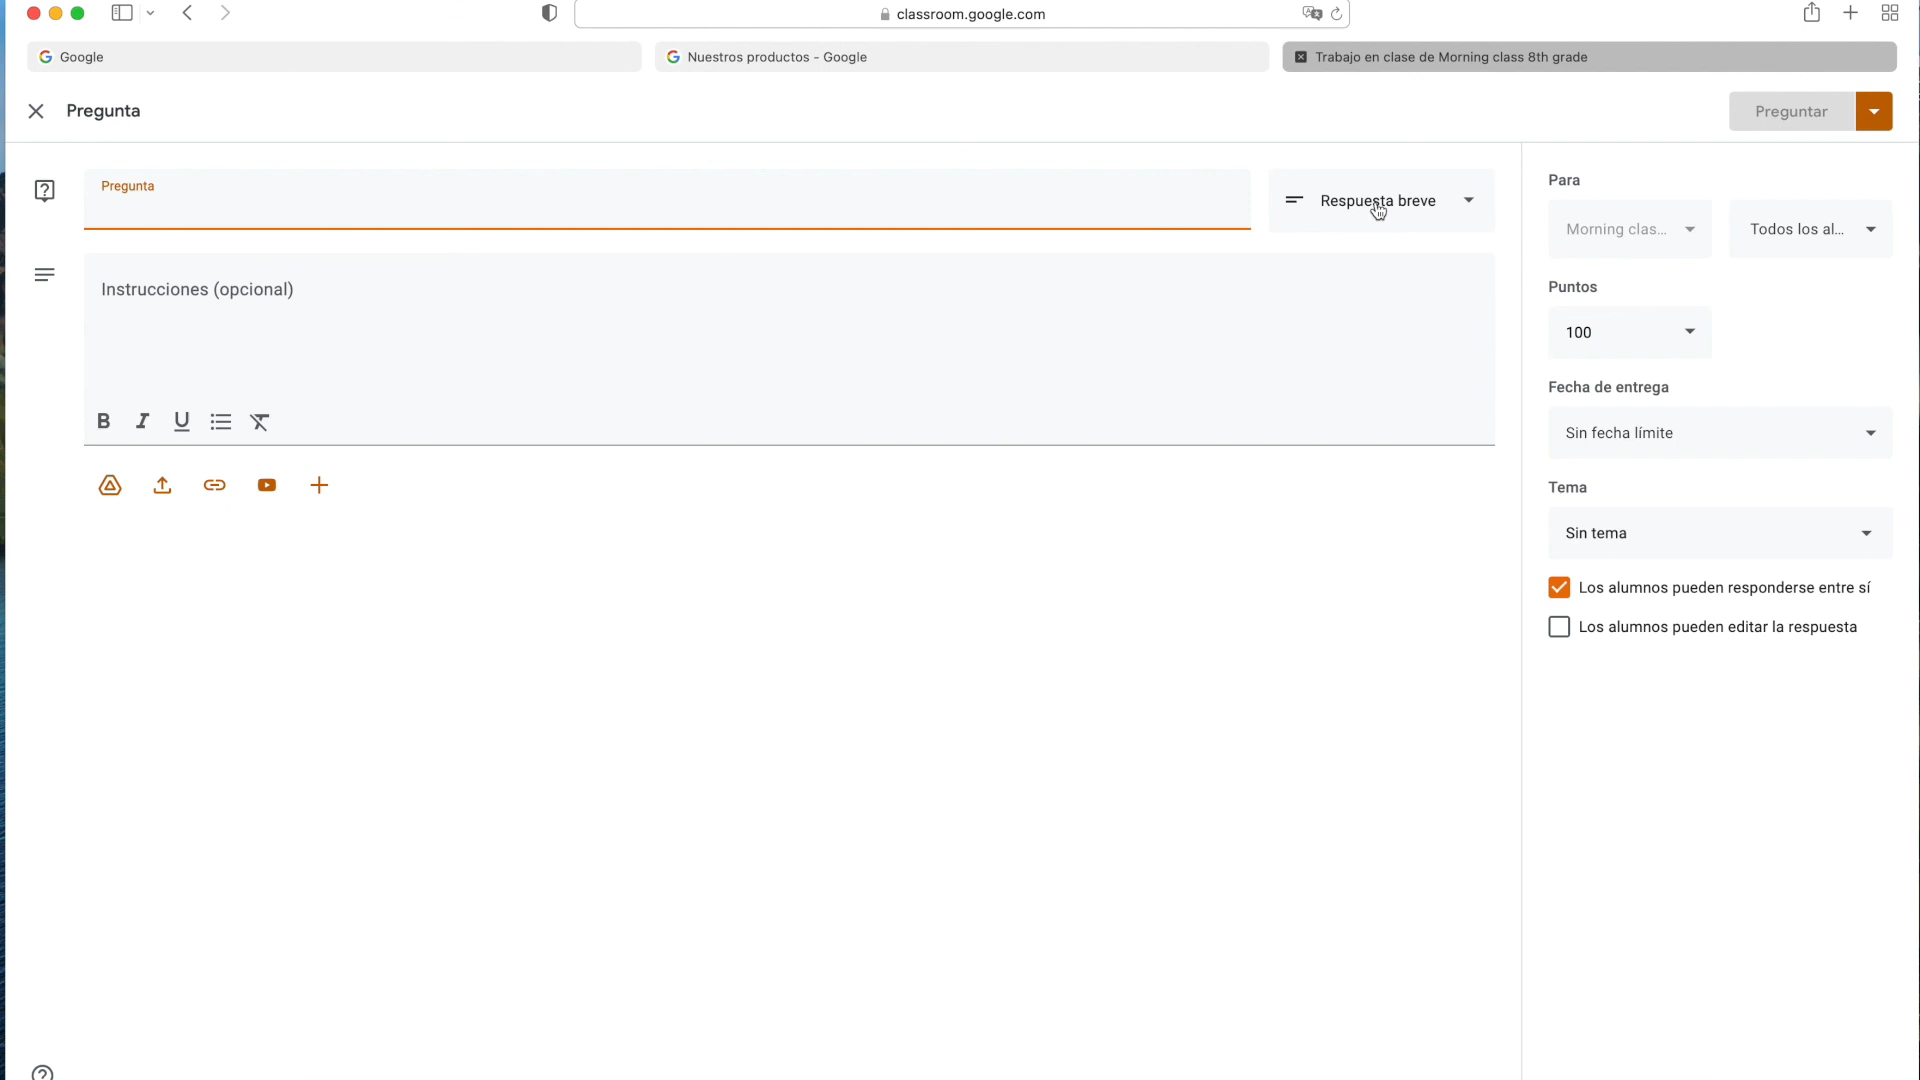 classroom.google.com
Google
Nuestros productos - Google
Trabajo en clase de Morning class 8th grade
Pregunta
Preguntar
Pregunta
Respuesta breve
Instrucciones (opcional)
B I U
Para
Morning clas...
Todos los al...
Puntos
100
Fecha de entrega
Sin fecha límite
Tema
Sin tema
Los alumnos pueden responderse entre sí
Los alumnos pueden editar la respuesta